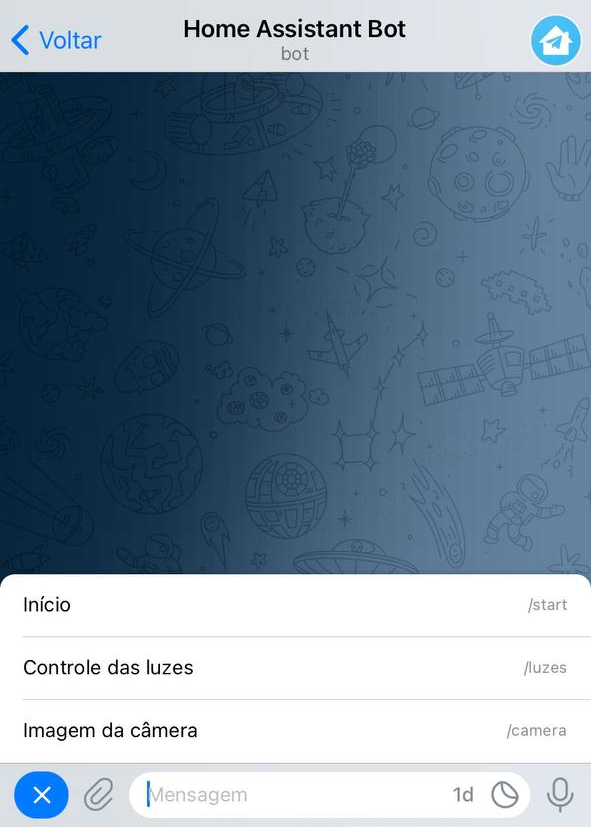 Voltar
Home Assistant Bot
bot
Início /start
Controle das luzes /luzes
Imagem da câmera /camera
Mensagem 1d